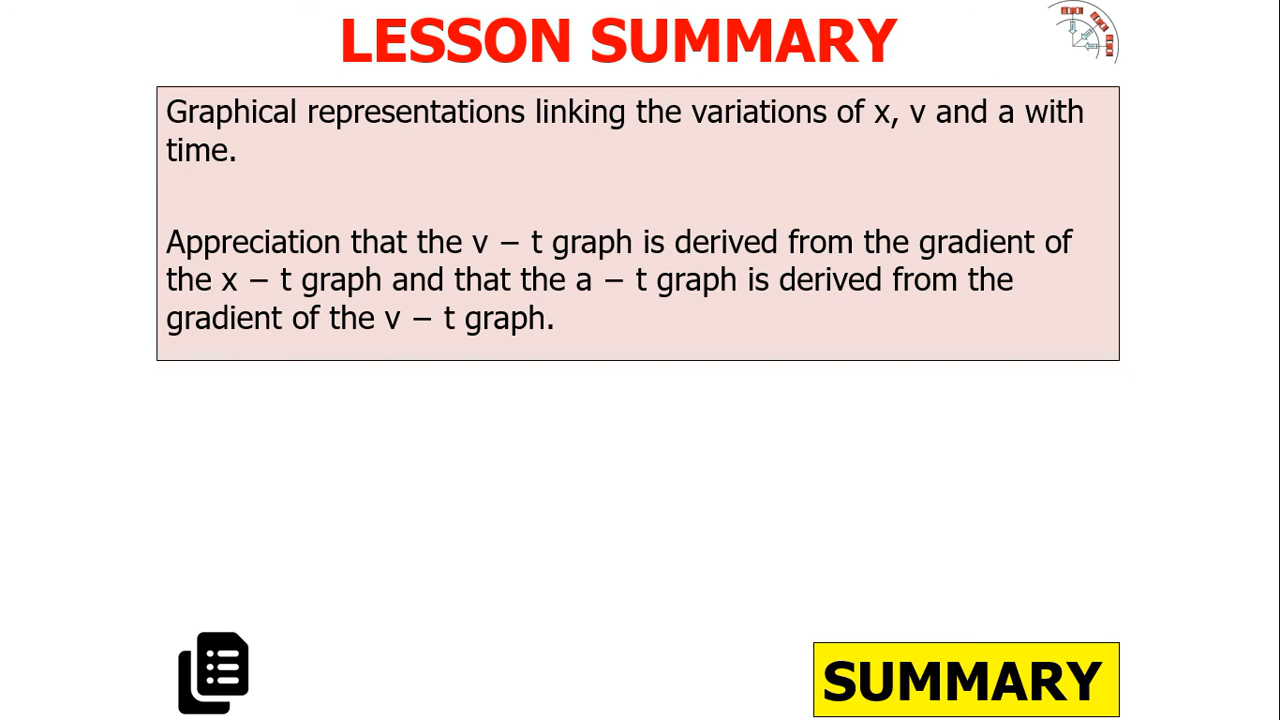 LESSON SUMMARY
Graphical representations linking the variations of x, v and a with
time.
Appreciation that the v − t graph is derived from the gradient of
the x − t graph and that the a − t graph is derived from the
gradient of the v − t graph.
SUMMARY